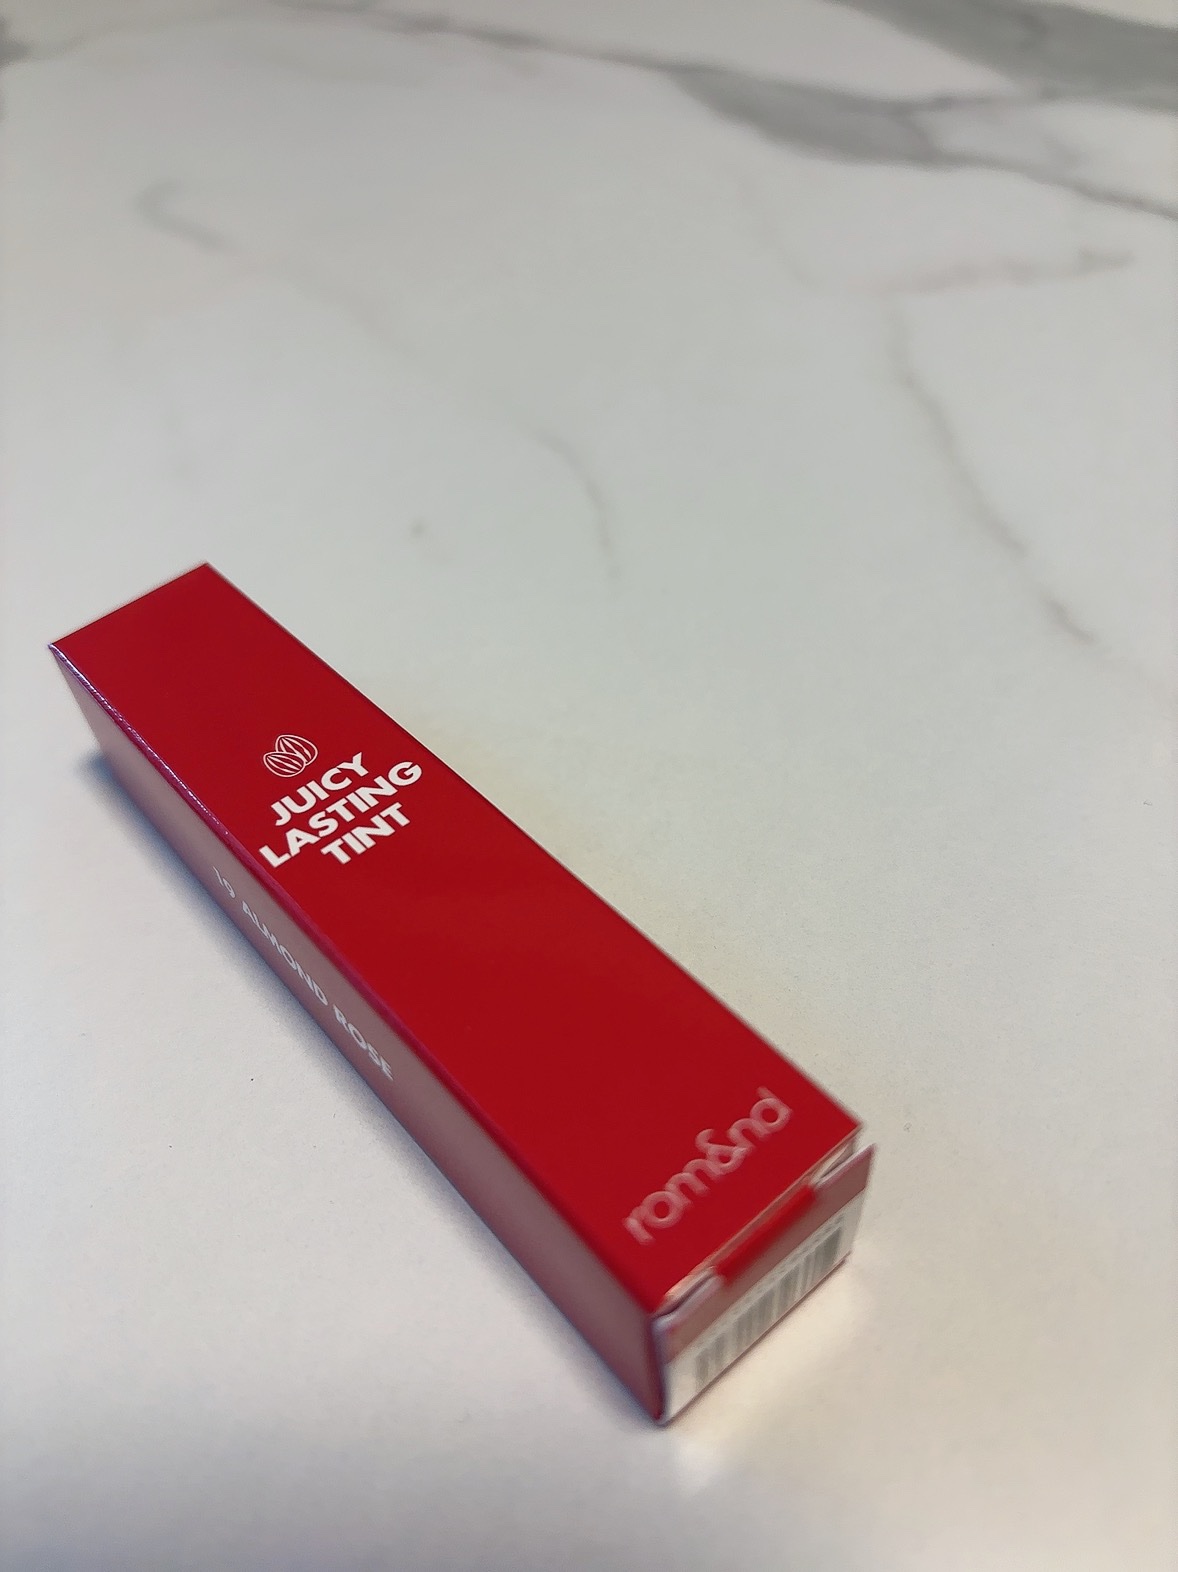 JUICY
LASTING
TINT
19 ALMOND ROSE
rom&nd